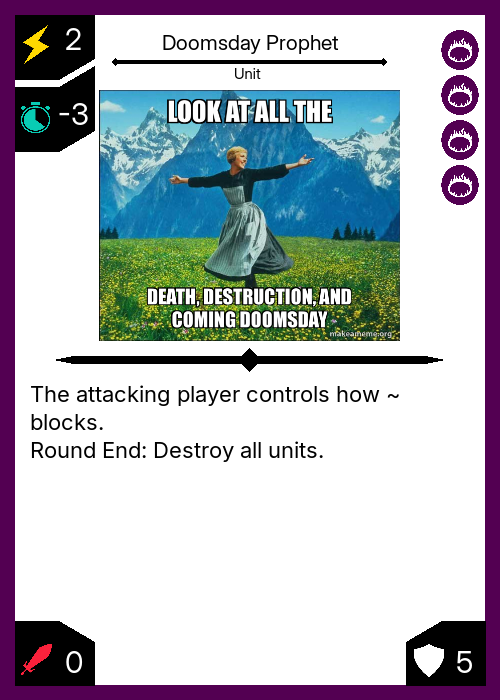 2
Doomsday Prophet
Unit
-3
LOOK AT ALL THE
DEATH, DESTRUCTION, AND
COMING DOOMSDAY
makeameme.org
The attacking player controls how ~
blocks.
Round End: Destroy all units.
0
5